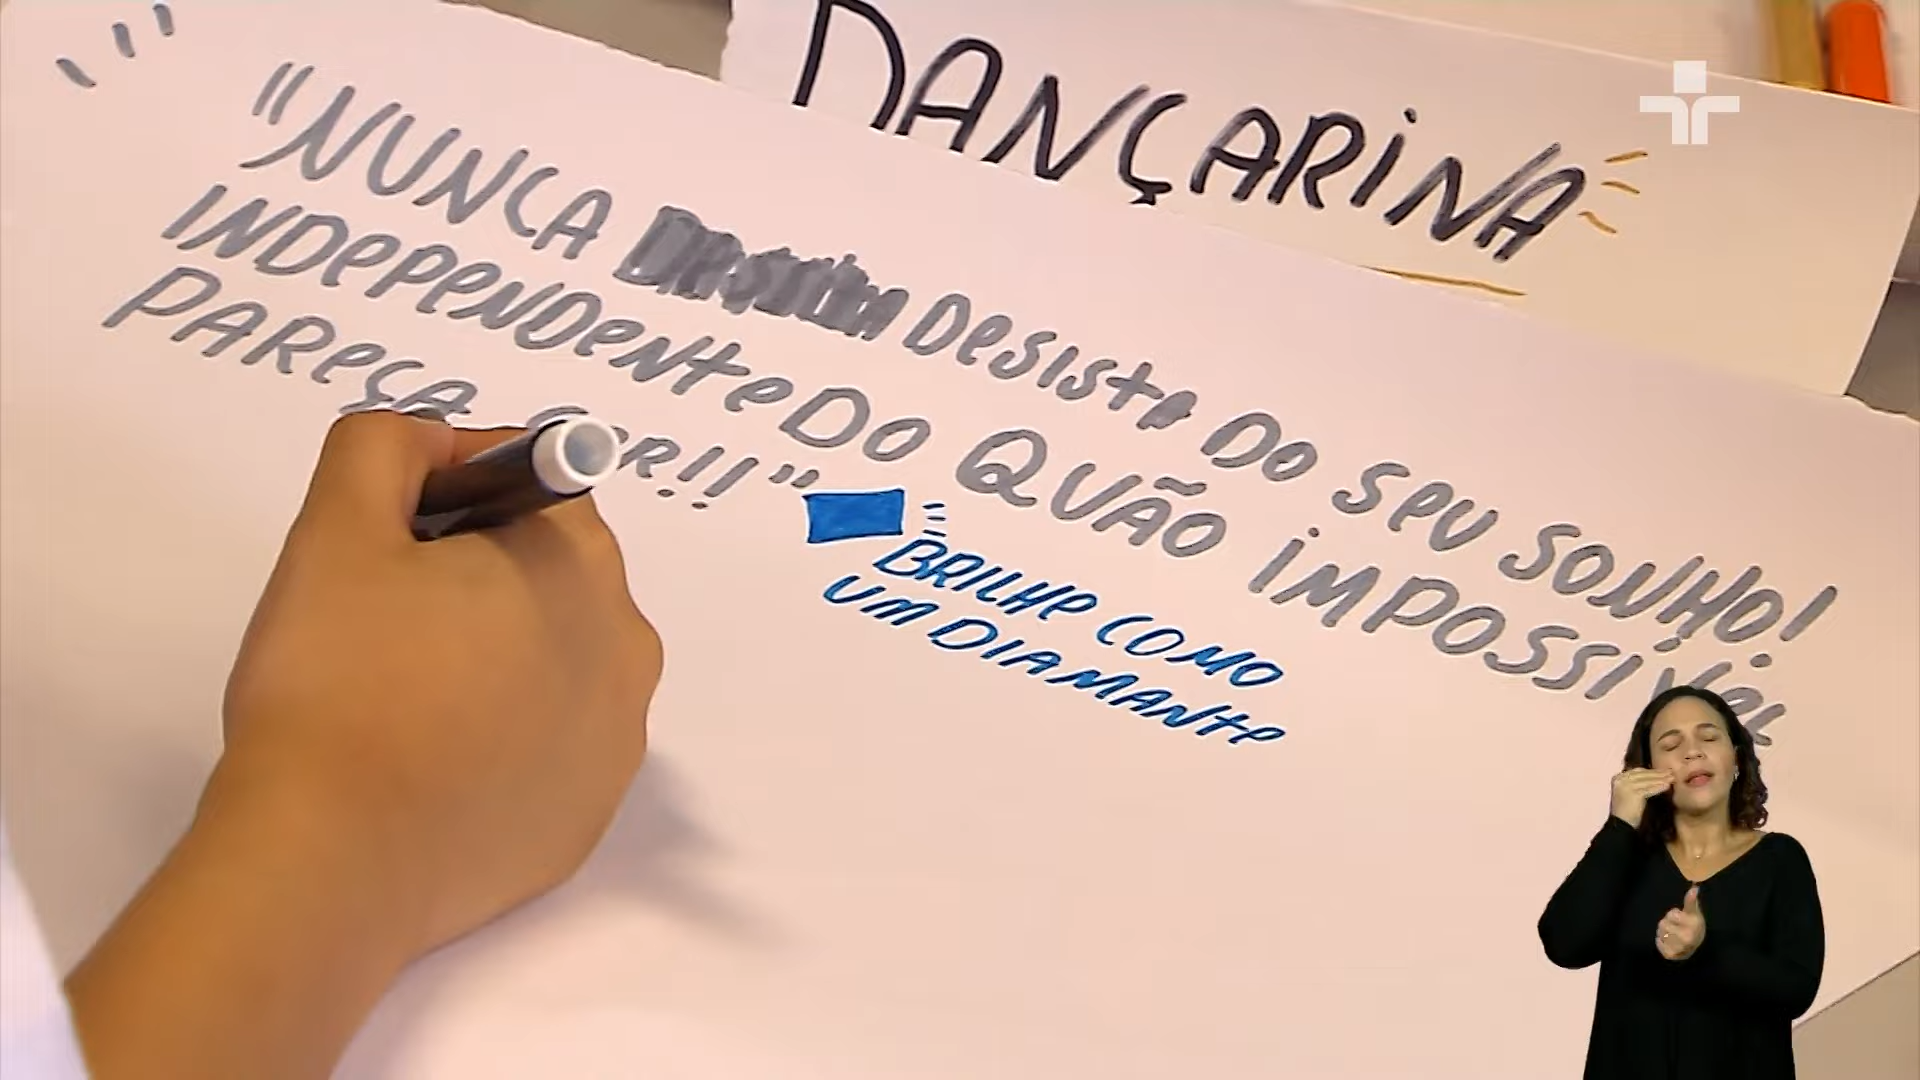 DANÇARINA
"NUNCA DESISTA DO SEU SONHO!
INDEPENDENTE DO QUÃO IMPOSSÍVEL
PAREÇA SER!!"
BRILHE COMO
UM DIAMANTE